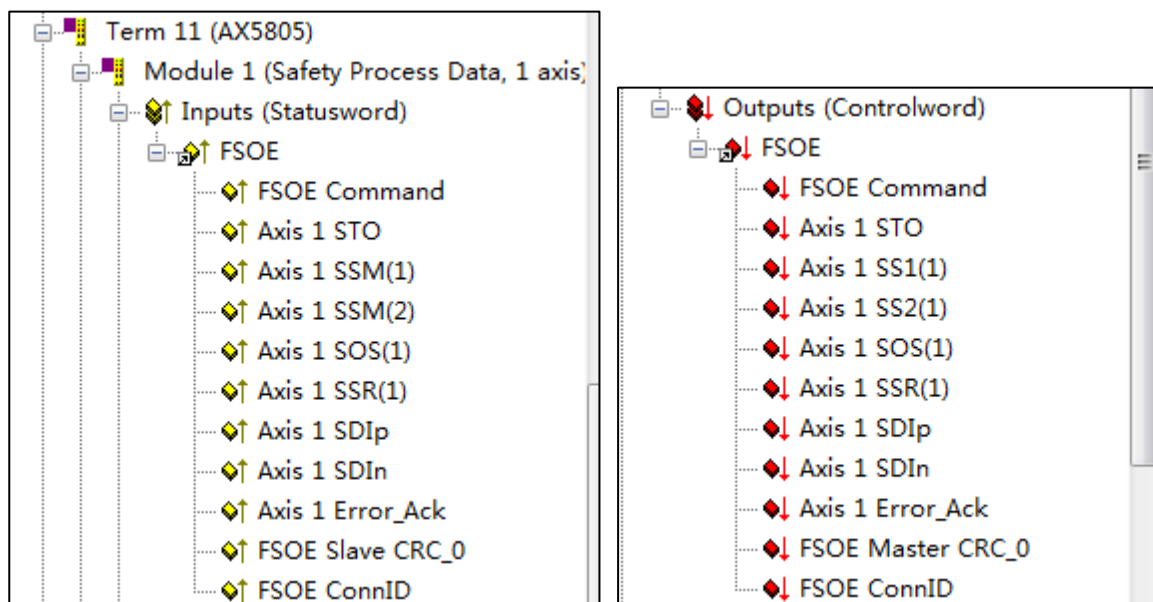 Term 11 (AX5805)
Module 1 (Safety Process Data, 1 axis)
Inputs (Statusword)
FSOE
FSOE Command
Axis 1 STO
Axis 1 SSM(1)
Axis 1 SSM(2)
Axis 1 SOS(1)
Axis 1 SSR(1)
Axis 1 SDIp
Axis 1 SDIn
Axis 1 Error_Ack
FSOE Slave CRC_0
FSOE ConnID
Outputs (Controlword)
FSOE
FSOE Command
Axis 1 STO
Axis 1 SS1(1)
Axis 1 SS2(1)
Axis 1 SOS(1)
Axis 1 SSR(1)
Axis 1 SDIp
Axis 1 SDIn
Axis 1 Error_Ack
FSOE Master CRC_0
FSOE ConnID